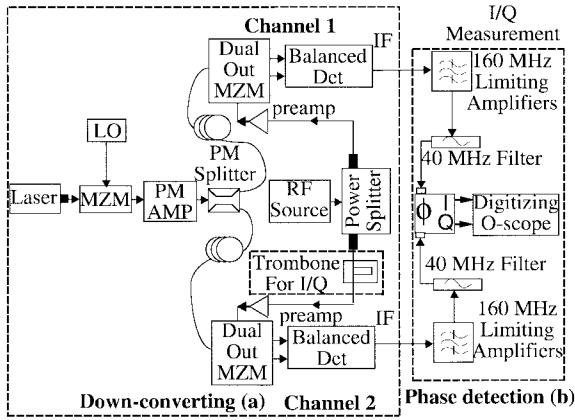 Channel 1
I/Q
Measurement
Dual
Out
MZM
Balanced
Dct
IF
160 MHz
Limiting
Amplifiers
preamp
LO
PM
Splitter
40 MHz Filter
Laser
MZM
PM
AMP
RF
Source
Power
Splitter
ϕ
I
Q
Digitizing
O-scope
Trombone
For I/Q
40 MHz Filter
preamp
IF
Dual
Out
MZM
Balanced
Dct
160 MHz
Limiting
Amplifiers
Down-converting (a)
Channel 2
Phase detection (b)